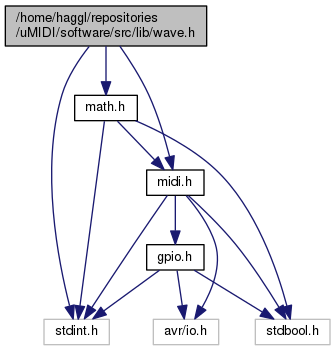 /home/haggl/repositories
/uMIDI/software/src/lib/wave.h
math.h
midi.h
gpio.h
stdint.h
avr/io.h
stdbool.h